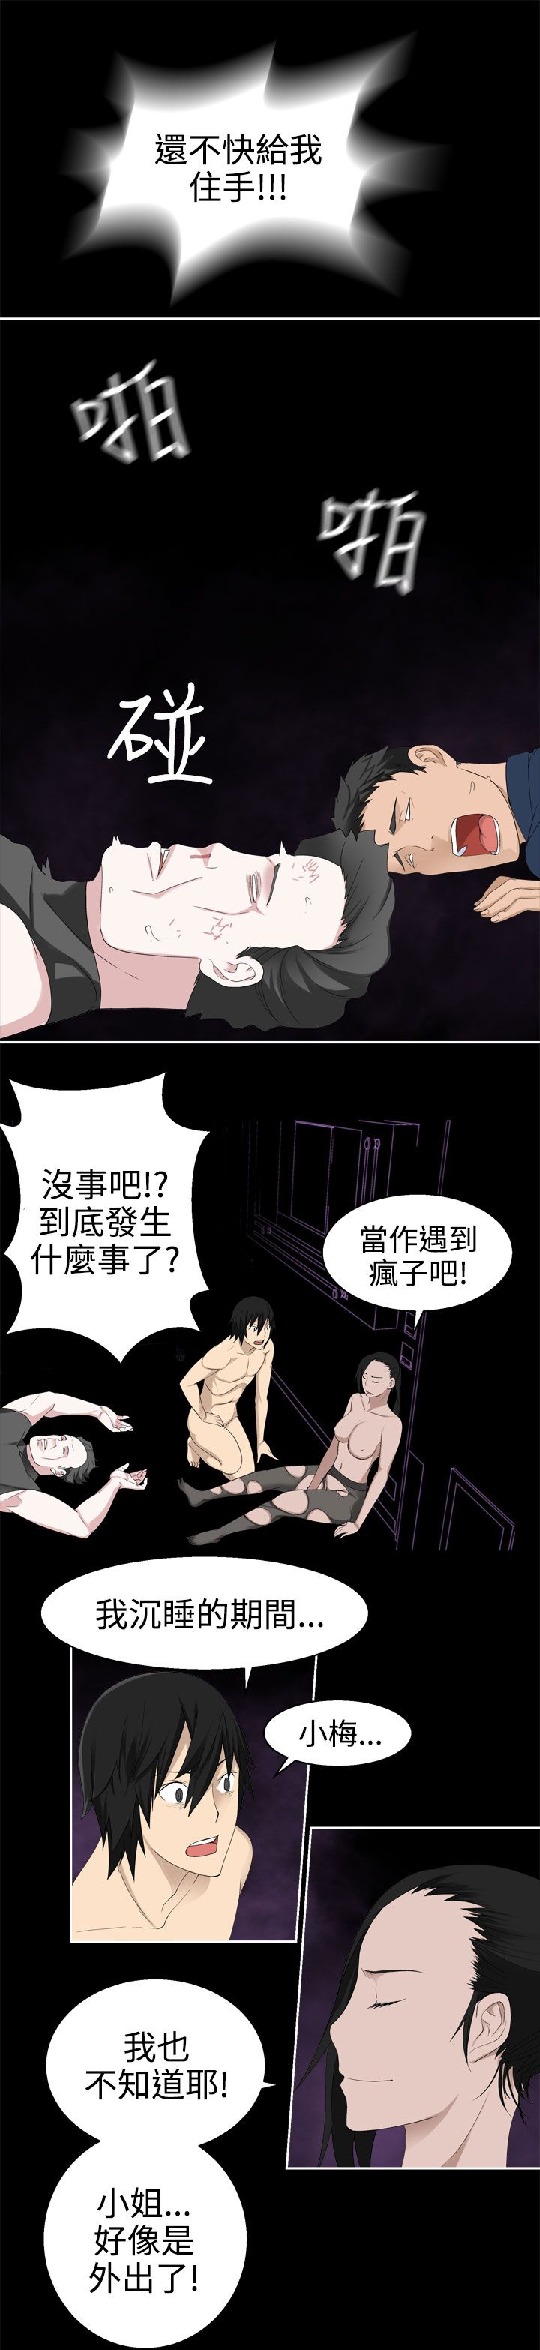 還不快給我
住手!!!
啪
啪
碰
沒事吧!?
到底發生
什麼事了?
當作遇到
瘋子吧!
我沉睡的期間...
小梅...
我也
不知道耶!
小姐...
好像是
外出了!